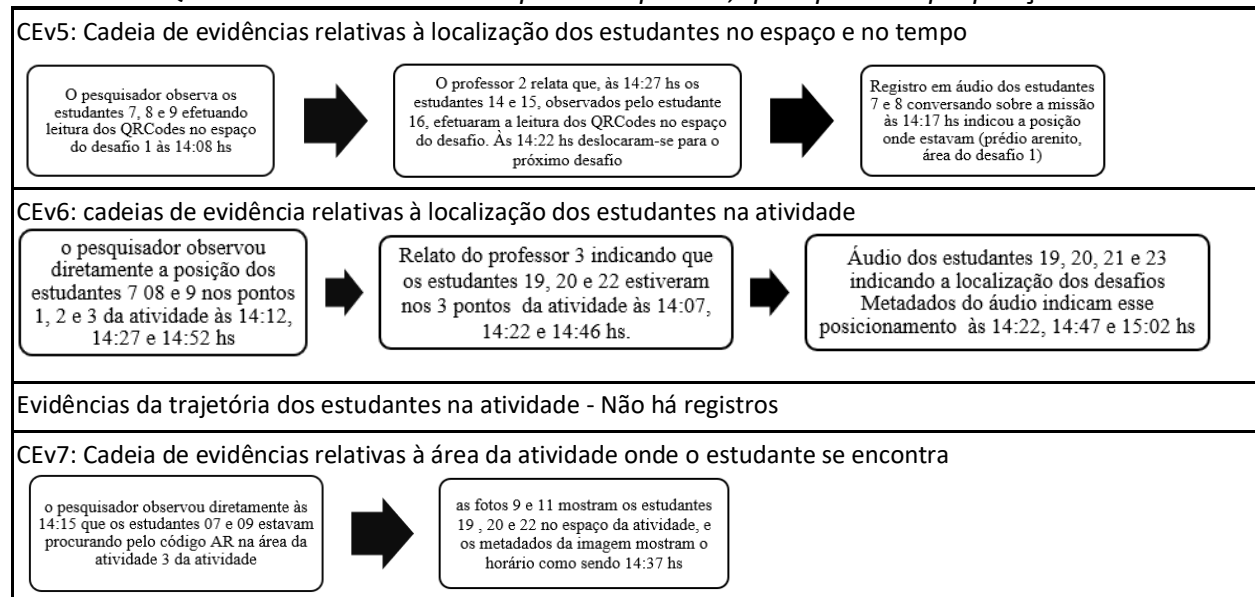 CEv5: Cadeia de evidências relativas à localização dos estudantes no espaço e no tempo
O pesquisador observa os
estudantes 7, 8 e 9 efetuando
leitura dos QRCodes no espaço
do desafio 1 às 14:08 hs
O professor 2 relata que, às 14:27 hs os
estudantes 14 e 15, observados pelo estudante
16, efetuaram a leitura dos QRCodes no espaço
do desafio. Às 14:22 hs deslocaram-se para o
próximo desafio
Registro em áudio dos estudantes
7 e 8 conversando sobre a missão
às 14:17 hs indicou a posição
onde estavam (prédio arenito,
área do desafio 1)
CEv6: cadeias de evidência relativas à localização dos estudantes na atividade
o pesquisador observou
diretamente a posição dos
estudantes 7 08 e 9 nos pontos
1, 2 e 3 da atividade às 14:12,
14:27 e 14:52 hs
Relato do professor 3 indicando que
os estudantes 19, 20 e 22 estiveram
nos 3 pontos da atividade às 14:07,
14:22 e 14:46 hs.
Áudio dos estudantes 19, 20, 21 e 23
indicando a localização dos desafios
Metadados do áudio indicam esse
posicionamento às 14:22, 14:47 e 15:02 hs
Evidências da trajetória dos estudantes na atividade - Não há registros
CEv7: Cadeia de evidências relativas à área da atividade onde o estudante se encontra
o pesquisador observou diretamente às
14:15 que os estudantes 07 e 09 estavam
procurando pelo código AR na área da
atividade 3 da atividade
as fotos 9 e 11 mostram os estudantes
19 , 20 e 22 no espaço da atividade, e
os metadados da imagem mostram o
horário como sendo 14:37 hs